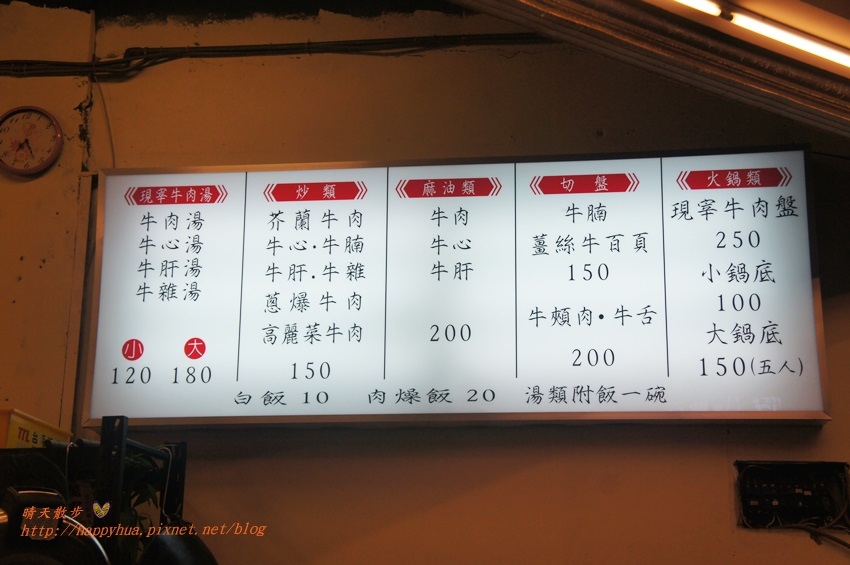 現宰牛肉湯
牛肉湯
牛心湯
牛肝湯
牛雜湯
小 大
120 180
炒類
芥蘭牛肉
牛心·牛腩
牛肝·牛雜
蔥爆牛肉
高麗菜牛肉
150
麻油類
牛肉
牛心
牛肝
200
切盤
牛腩
薑絲牛百頁
150
牛頰肉·牛舌
200
火鍋類
現宰牛肉盤
250
小鍋底
100
大鍋底
150(五人)
白飯 10 肉燥飯 20 湯類附飯一碗
晴天散步
http://happyhua.pixnet.net/blog